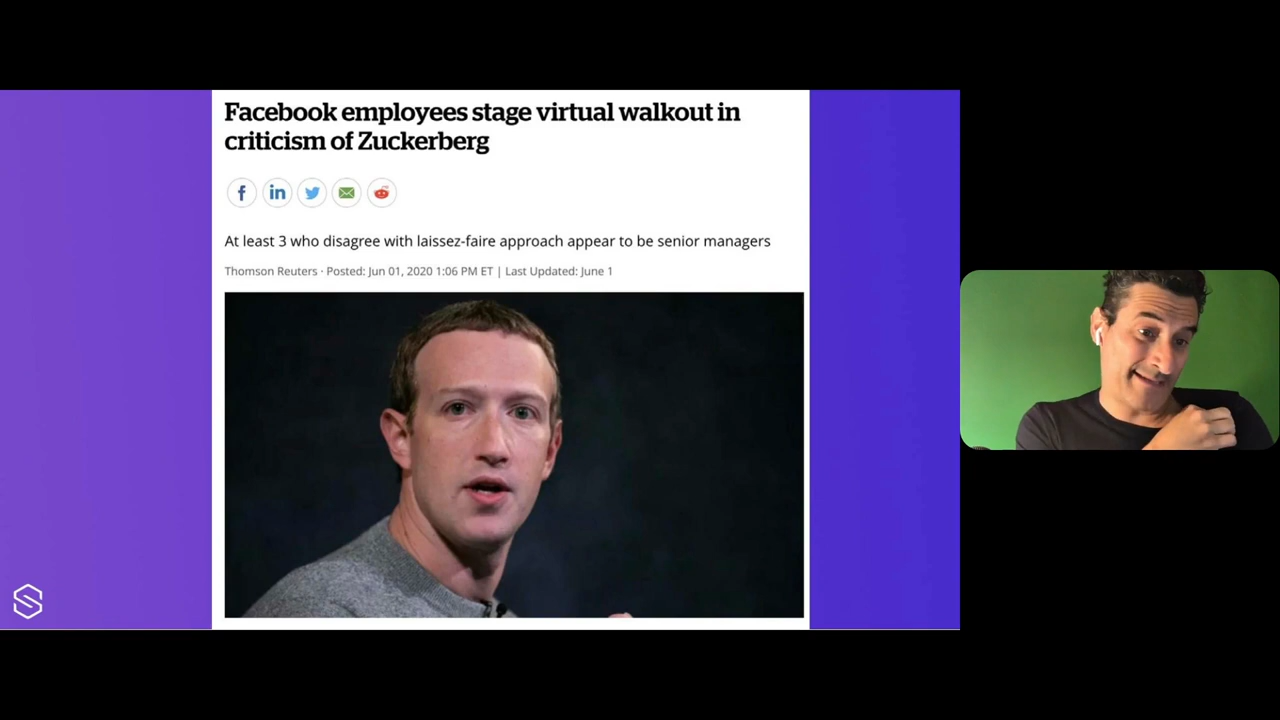 Facebook employees stage virtual walkout in
criticism of Zuckerberg
At least 3 who disagree with laissez-faire approach appear to be senior managers
Thomson Reuters · Posted: Jun 01, 2020 1:06 PM ET | Last Updated: June 1